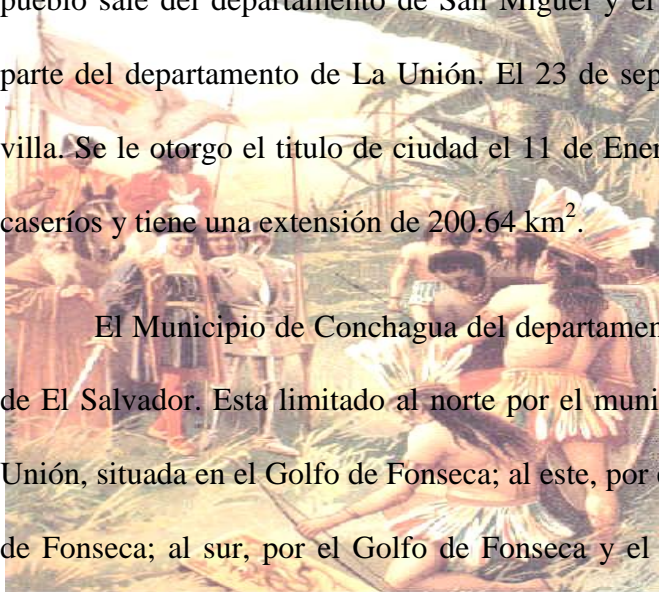 pueblo sale del departamento de San Miguel y el
parte del departamento de La Unión. El 23 de sep
villa. Se le otorgo el titulo de ciudad el 11 de Ener
caseríos y tiene una extensión de 200.64 km².
El Municipio de Conchagua del departamen
de El Salvador. Esta limitado al norte por el muni
Unión, situada en el Golfo de Fonseca; al este, por e
de Fonseca; al sur, por el Golfo de Fonseca y el